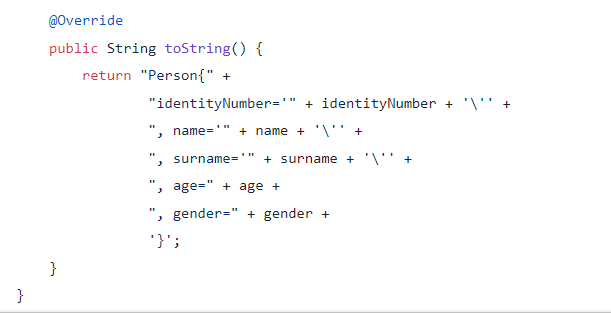 @Override
public String toString() {
return "Person{" +
"identityNumber='" + identityNumber + '\'' +
", name='" + name + '\'' +
", surname='" + surname + '\'' +
", age=" + age +
", gender=" + gender +
'}';
}
}